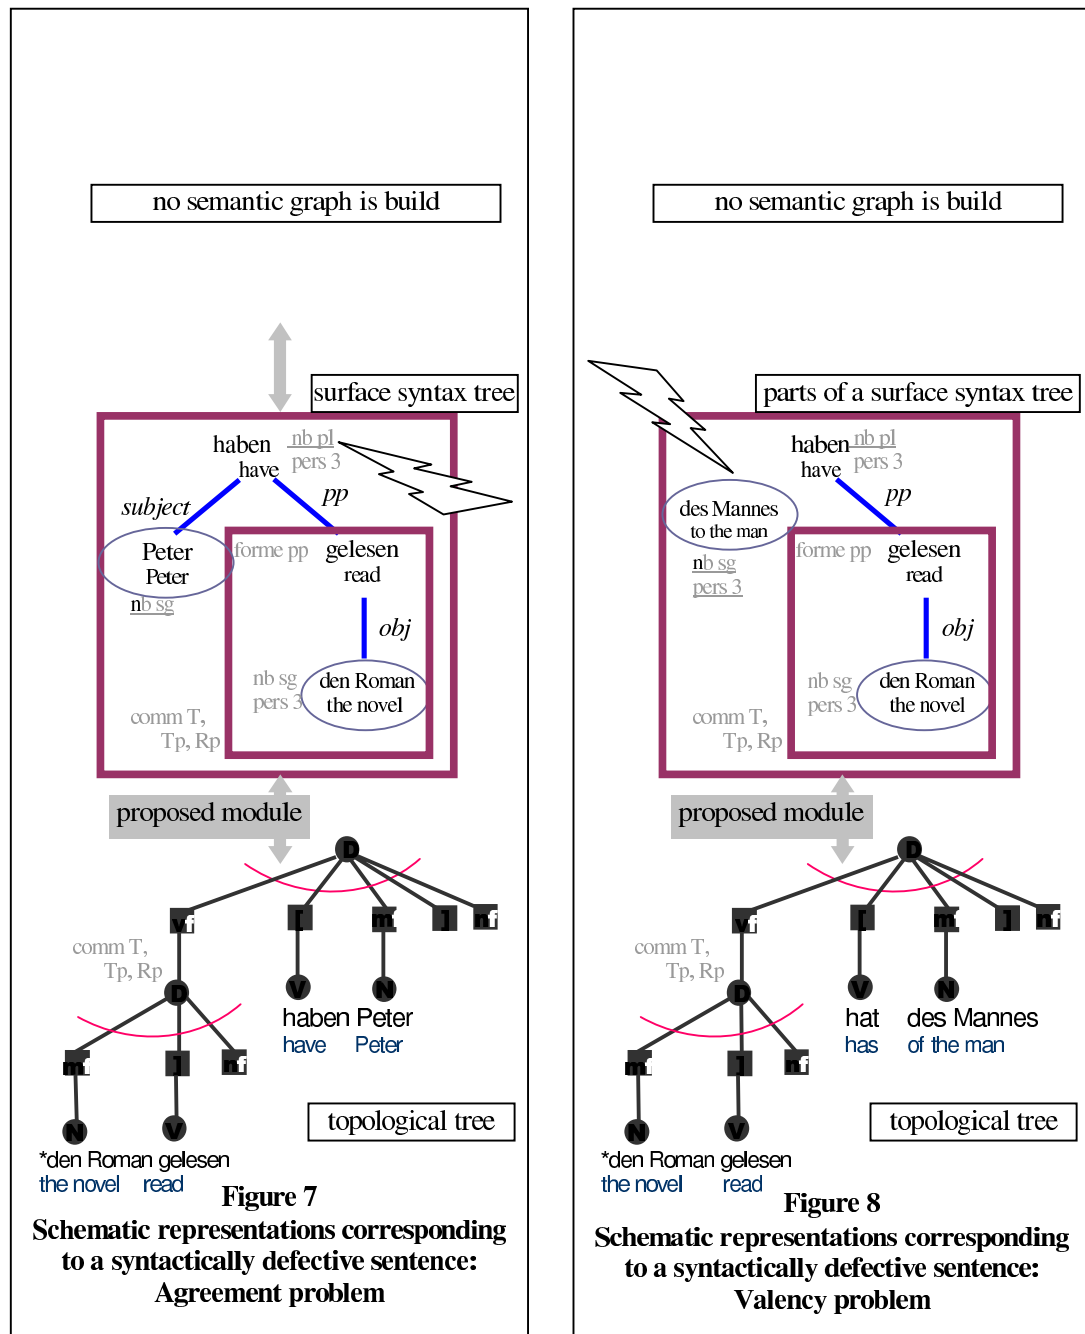 no semantic graph is build
surface syntax tree
haben nb pl
have pers 3
subject pp
Peter forme pp gelesen
Peter read
nb sg
obj
nb sg den Roman
pers 3 the novel
comm T,
Tp, Rp
proposed module
D
vf [ mf ] nf
comm T,
Tp, Rp
D V N
haben Peter
have Peter
mf ] nf
topological tree
N V
*den Roman gelesen
the novel read
Figure 7
Schematic representations corresponding
to a syntactically defective sentence:
Agreement problem
no semantic graph is build
parts of a surface syntax tree
haben nb pl
have pers 3
pp
des Mannes
to the man
forme pp gelesen
read
nb sg
pers 3
obj
nb sg den Roman
pers 3 the novel
comm T,
Tp, Rp
proposed module
D
vf [ mf ] nf
comm T,
Tp, Rp
D V N
hat des Mannes
has of the man
mf ] nf
topological tree
N V
*den Roman gelesen
the novel read
Figure 8
Schematic representations corresponding
to a syntactically defective sentence:
Valency problem